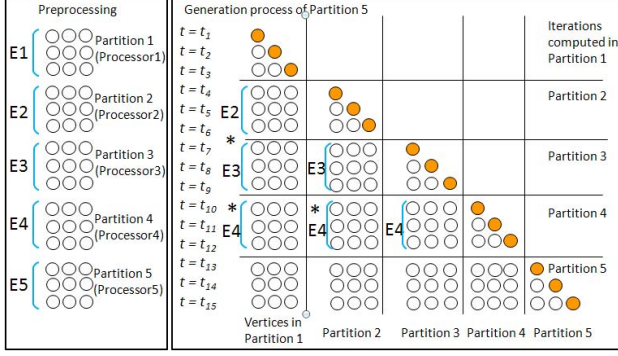 Preprocessing
E1
Partition 1
(Processor1)
E2
Partition 2
(Processor2)
E3
Partition 3
(Processor3)
E4
Partition 4
(Processor4)
E5
Partition 5
(Processor5)
Generation process of Partition 5
t = t1
t = t2
t = t3
Iterations
computed in
Partition 1
t = t4
t = t5 E2
t = t6
*
Partition 2
t = t7
t = t8 E3 E3
t = t9
Partition 3
t = t10 * *
t = t11 E4 E4 E4
t = t12
Partition 4
t = t13
t = t14
t = t15
Partition 5
Vertices in
Partition 1
Partition 2
Partition 3
Partition 4
Partition 5